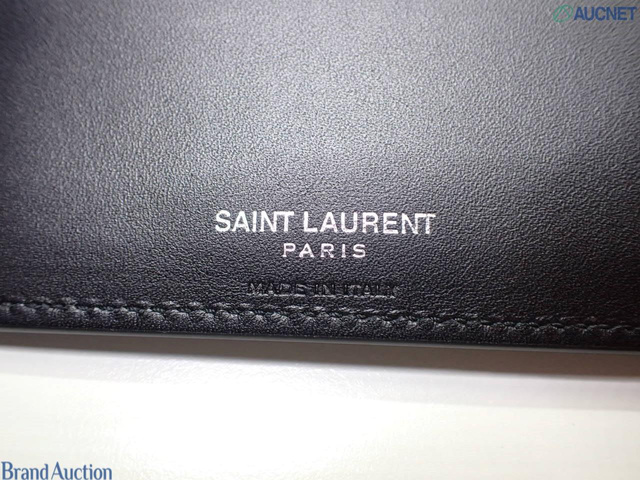 AUCNET
SAINT LAURENT
PARIS
MADE IN ITALY
Brand Auction